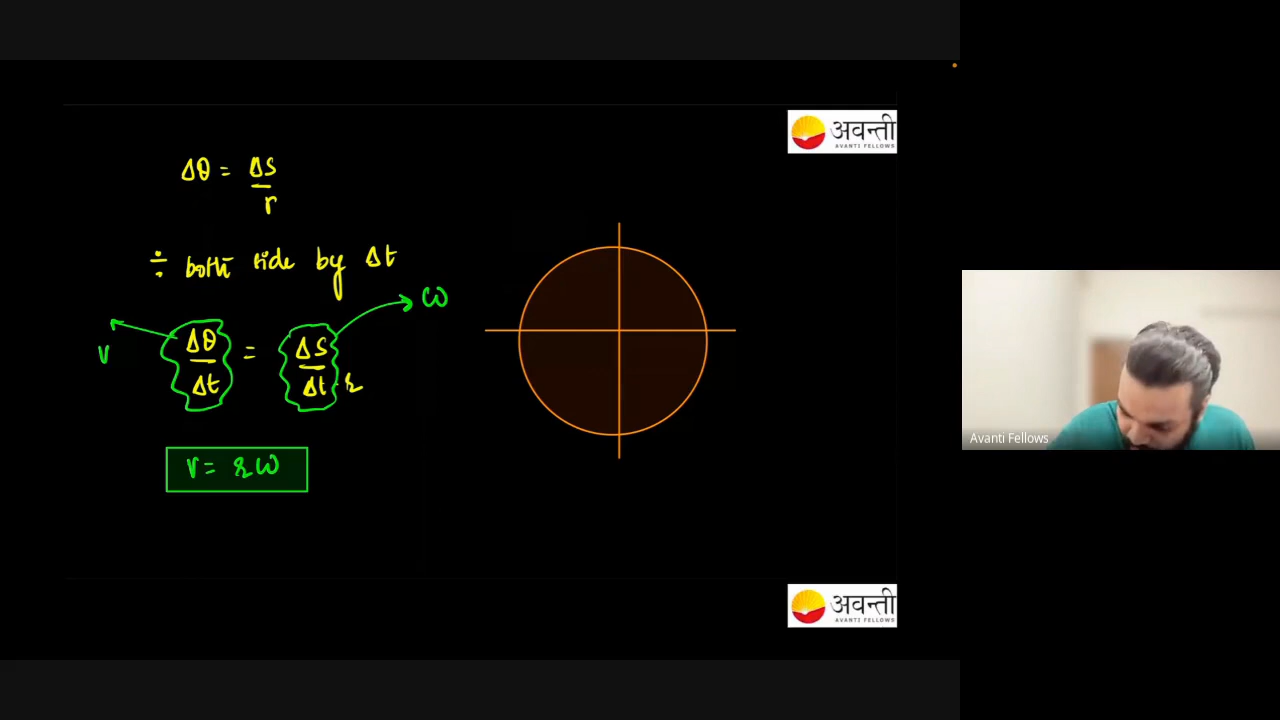 अवन्ती
AVANTI FELLOWS
Δθ = Δs / r
÷ both side by Δt
ω
v Δθ / Δt = Δs / Δt r
v = rω
Avanti Fellows
अवन्ती
AVANTI FELLOWS